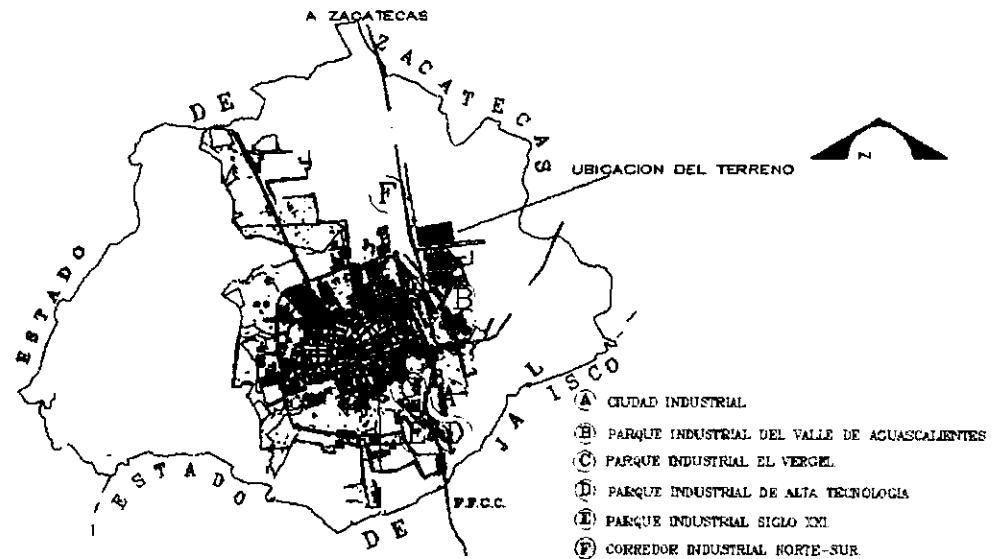 A ZACATECAS
ESTADO DE ZACATECAS
N
UBICACION DEL TERRENO
F
B
A
E D
ESTADO DE JALISCO
F.F.C.C.
A CIUDAD INDUSTRIAL
B PARQUE INDUSTRIAL DEL VALLE DE AGUASCALIENTES
C PARQUE INDUSTRIAL EL VERGEL
D PARQUE INDUSTRIAL DE ALTA TECNOLOGIA
E PARQUE INDUSTRIAL SIGLO XXI
F CORREDOR INDUSTRIAL NORTE-SUR